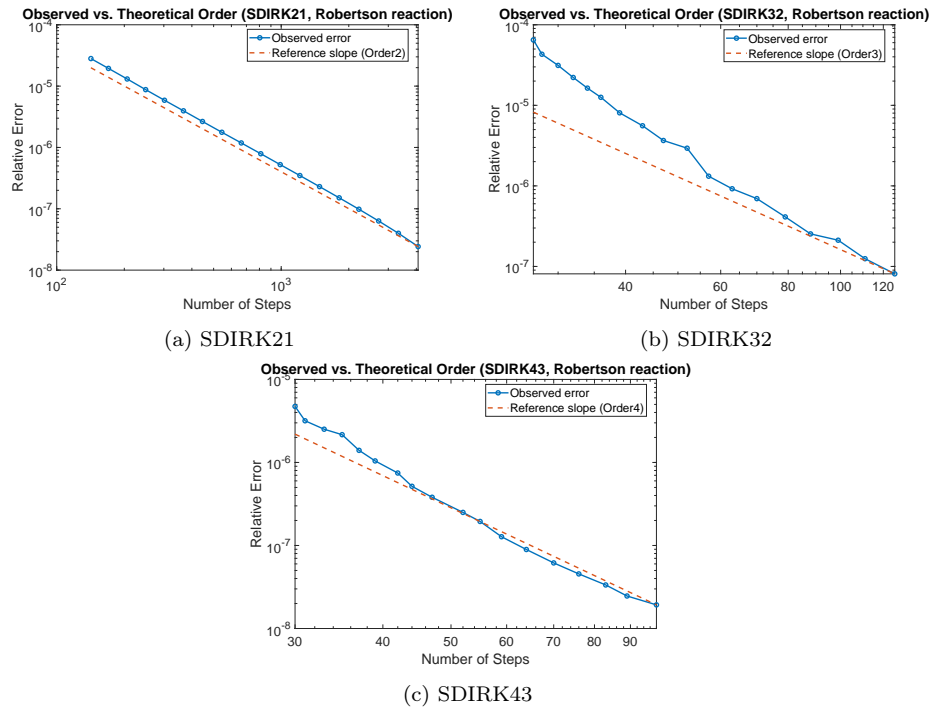 Observed vs. Theoretical Order (SDIRK21, Robertson reaction)
10^-4
10^-5
10^-6
10^-7
10^-8
Relative Error
Observed error
Reference slope (Order2)
10^2
10^3
Number of Steps
(a) SDIRK21
Observed vs. Theoretical Order (SDIRK32, Robertson reaction)
10^-4
10^-5
10^-6
10^-7
Relative Error
Observed error
Reference slope (Order3)
40
60
80
100
120
Number of Steps
(b) SDIRK32
Observed vs. Theoretical Order (SDIRK43, Robertson reaction)
10^-5
10^-6
10^-7
10^-8
Relative Error
Observed error
Reference slope (Order4)
30
40
50
60
70
80
90
Number of Steps
(c) SDIRK43